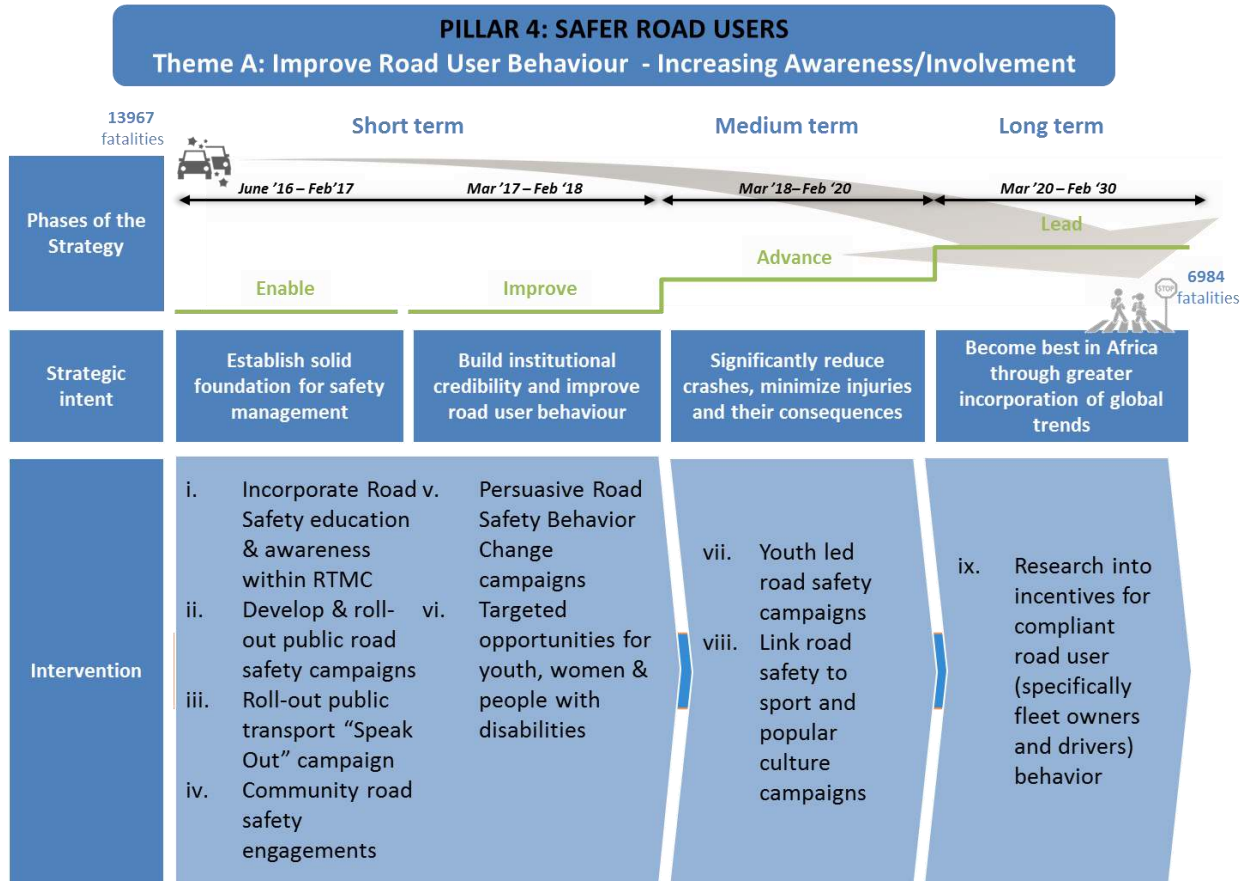 PILLAR 4: SAFER ROAD USERS
Theme A: Improve Road User Behaviour - Increasing Awareness/Involvement
13967
fatalities
Short term
Medium term
Long term
Phases of the
Strategy
June ’16 – Feb’17
Mar ’17 – Feb ‘18
Mar ’18– Feb ‘20
Mar ’20 – Feb ‘30
Enable
Improve
Advance
Lead
STOP
6984
fatalities
Strategic
intent
Establish solid
foundation for safety
management
Build institutional
credibility and improve
road user behaviour
Significantly reduce
crashes, minimize injuries
and their consequences
Become best in Africa
through greater
incorporation of global
trends
Intervention
i. Incorporate Road
Safety education
& awareness
within RTMC
ii. Develop & roll-
out public road
safety campaigns
iii. Roll-out public
transport “Speak
Out” campaign
iv. Community road
safety
engagements
v. Persuasive Road
Safety Behavior
Change
campaigns
vi. Targeted
opportunities for
youth, women &
people with
disabilities
vii. Youth led
road safety
campaigns
viii. Link road
safety to
sport and
popular
culture
campaigns
ix. Research into
incentives for
compliant
road user
(specifically
fleet owners
and drivers)
behavior